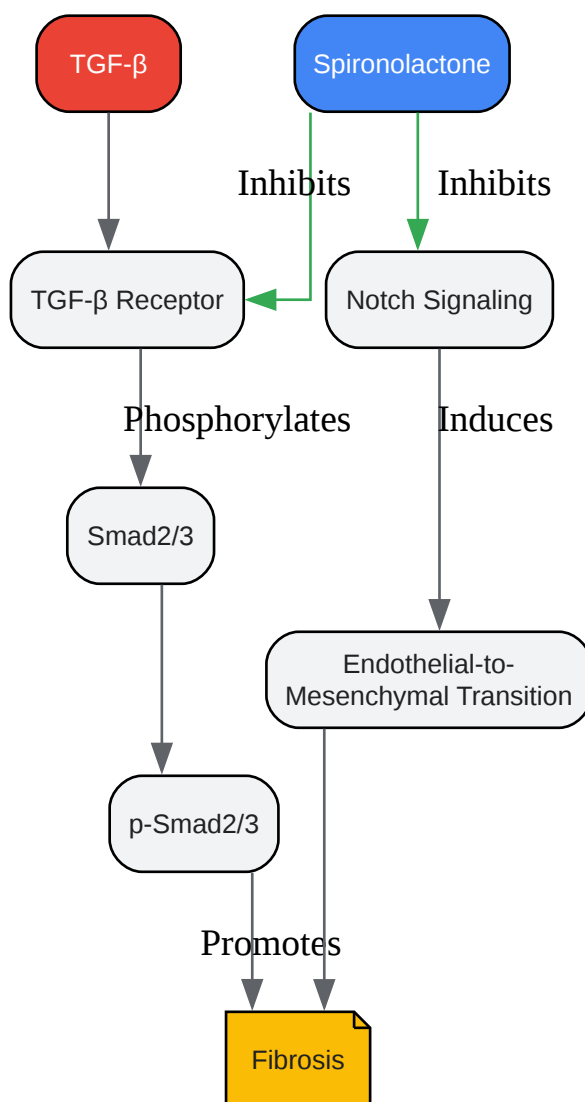 TGF-β
Spironolactone
Inhibits
Inhibits
TGF-β Receptor
Notch Signaling
Phosphorylates
Induces
Smad2/3
Endothelial-to-
Mesenchymal Transition
p-Smad2/3
Promotes
Fibrosis